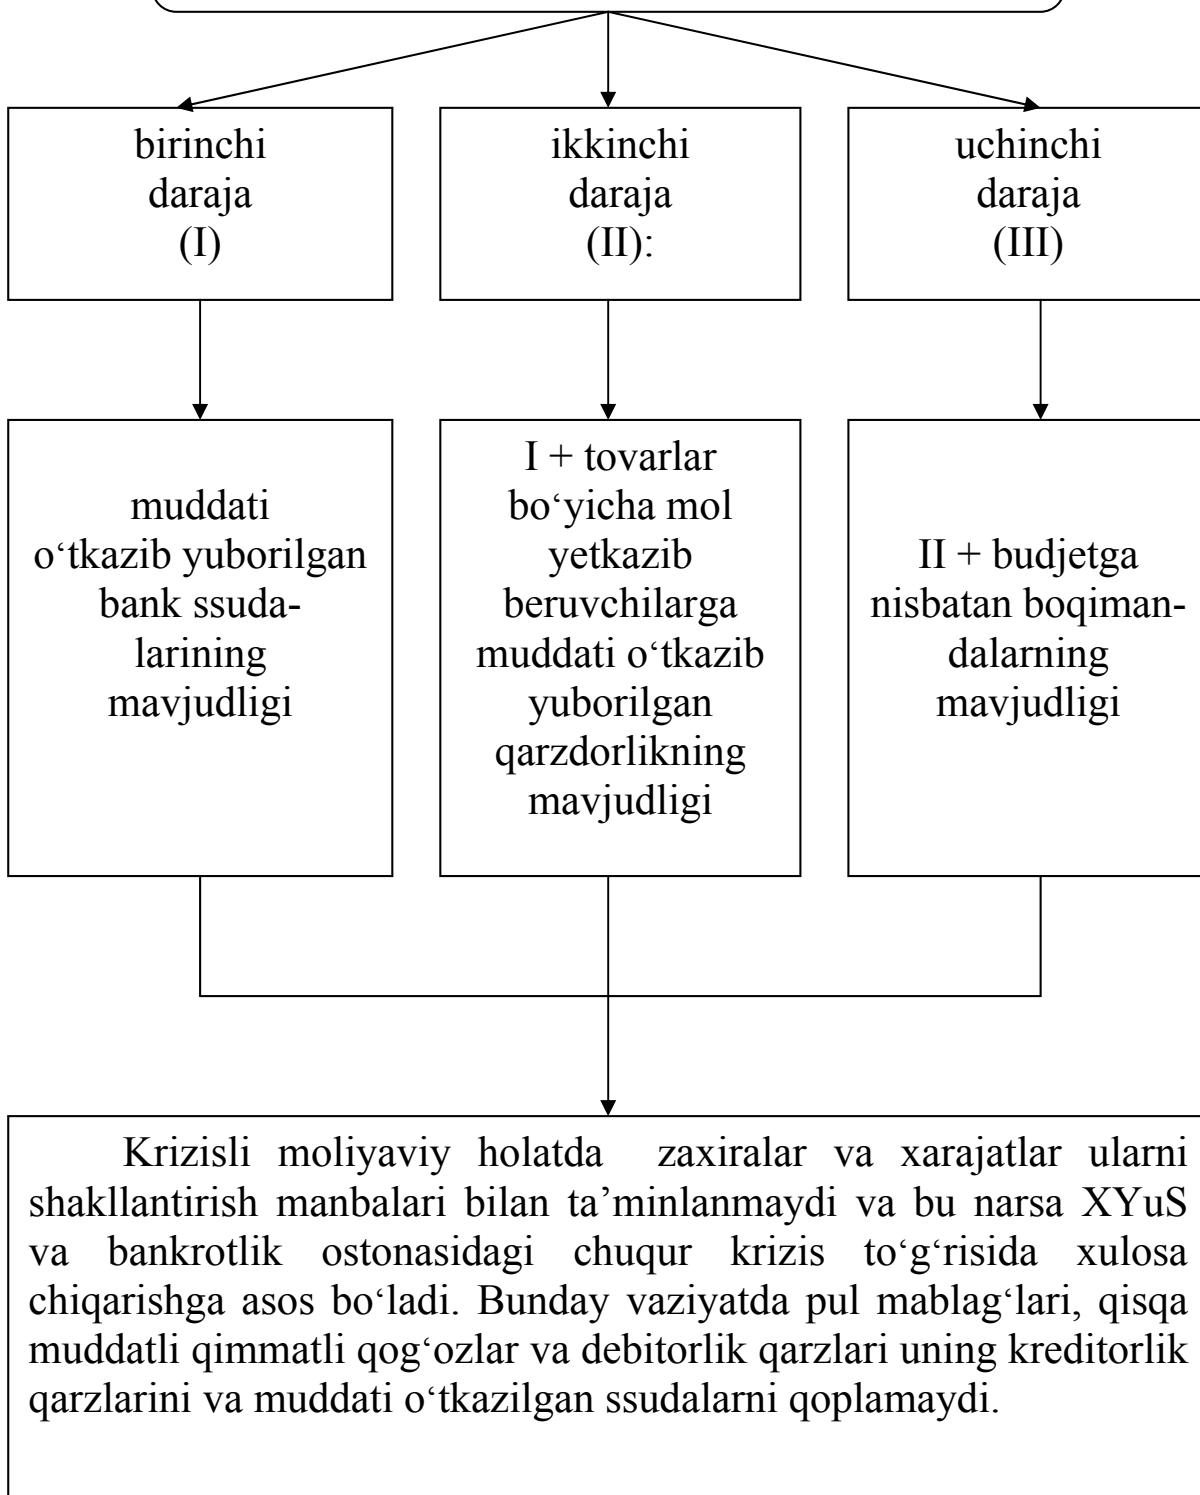 birinchi
daraja
(I)
ikkinchi
daraja
(II):
uchinchi
daraja
(III)
muddati
o‘tkazib yuborilgan
bank ssuda-
larining
mavjudligi
I + tovarlar
bo‘yicha mol
yetkazib
beruvchilarga
muddati o‘tkazib
yuborilgan
qarzdorlikning
mavjudligi
II + budjetga
nisbatan boqiman-
dalarning
mavjudligi
Krizisli moliyaviy holatda zaxiralar va xarajatlar ularni
shakllantirish manbalari bilan ta’minlanmaydi va bu narsa XYuS
va bankrotlik ostonasidagi chuqur krizis to‘g‘risida xulosa
chiqarishga asos bo‘ladi. Bunday vaziyatda pul mablag‘lari, qisqa
muddatli qimmatli qog‘ozlar va debitorlik qarzlari uning kreditorlik
qarzlarini va muddati o‘tkazilgan ssudalarni qoplamaydi.